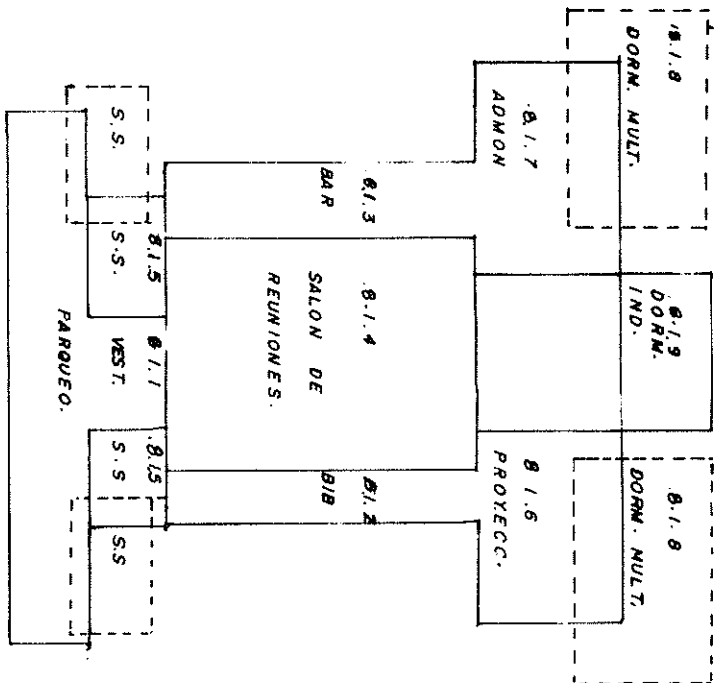 8.1.8
DORM. MULT.
8.1.9
DORM.
IND.
.8.1.8
DORM. MULT.
.8.1.7
ADMON
8 1.6
PROYECC.
8.1.3
BAR
.8-1.4
SALON DE
REUNIONES.
81.2
BIB
S.S.
8.1.5
S.S.
8 1.1
VEST.
.8.15
S.S
S.S
PARQUEO.